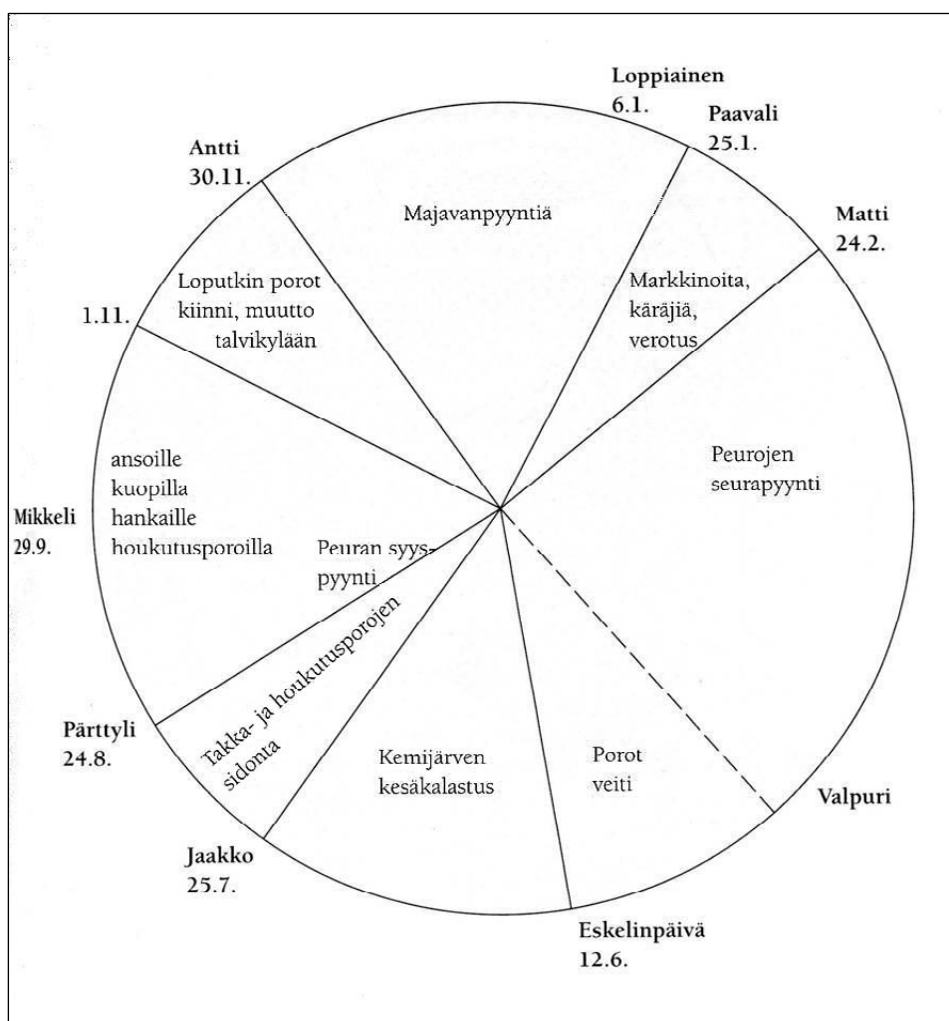 Loppiainen
6.1.
Paavali
25.1.
Antti
30.11.
Matti
24.2.
Majavanpyyntiä
Markkinoita,
käräjiä,
verotus
Loputkin porot
kiinni, muutto
talvikylään
1.11.
Peurojen
seurapyynti
ansoille
kuopilla
hankaille
houkutusporoilla
Mikkeli
29.9.
Peuran syys-
pyynti
Takka- ja houkutusporojen
sidonta
Pärttyli
24.8.
Kemijärven
kesäkalastus
Porot
veiti
Valpuri
Jaakko
25.7.
Eskelinpäivä
12.6.